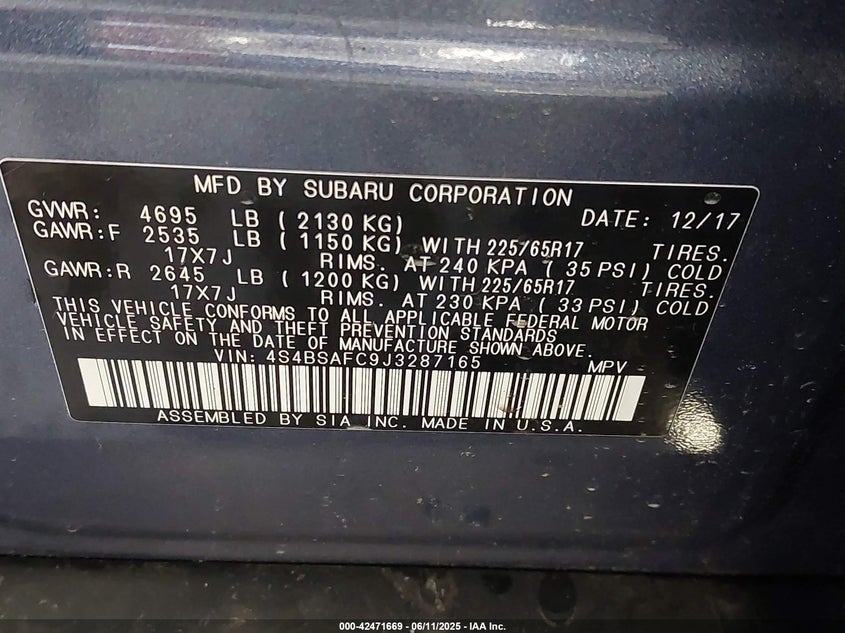 MFD BY SUBARU CORPORATION
GVWR: 4695 LB ( 2130 KG) DATE: 12/17
GAWR:F 2535 LB ( 1150 KG) WITH 225/65R17 TIRES.
17X7J RIMS. AT 240 KPA ( 35 PSI) COLD
GAWR:R 2645 LB ( 1200 KG) WITH 225/65R17 TIRES.
17X7J RIMS. AT 230 KPA ( 33 PSI) COLD
THIS VEHICLE CONFORMS TO ALL APPLICABLE FEDERAL MOTOR
VEHICLE SAFETY AND THEFT PREVENTION STANDARDS
IN EFFECT ON THE DATE OF MANUFACTURE SHOWN ABOVE.
VIN: 4S4BSAFC9J3287165 MPV
ASSEMBLED BY SIA INC. MADE IN U.S.A.
000-42471669 - 06/11/2025 - IAA Inc.